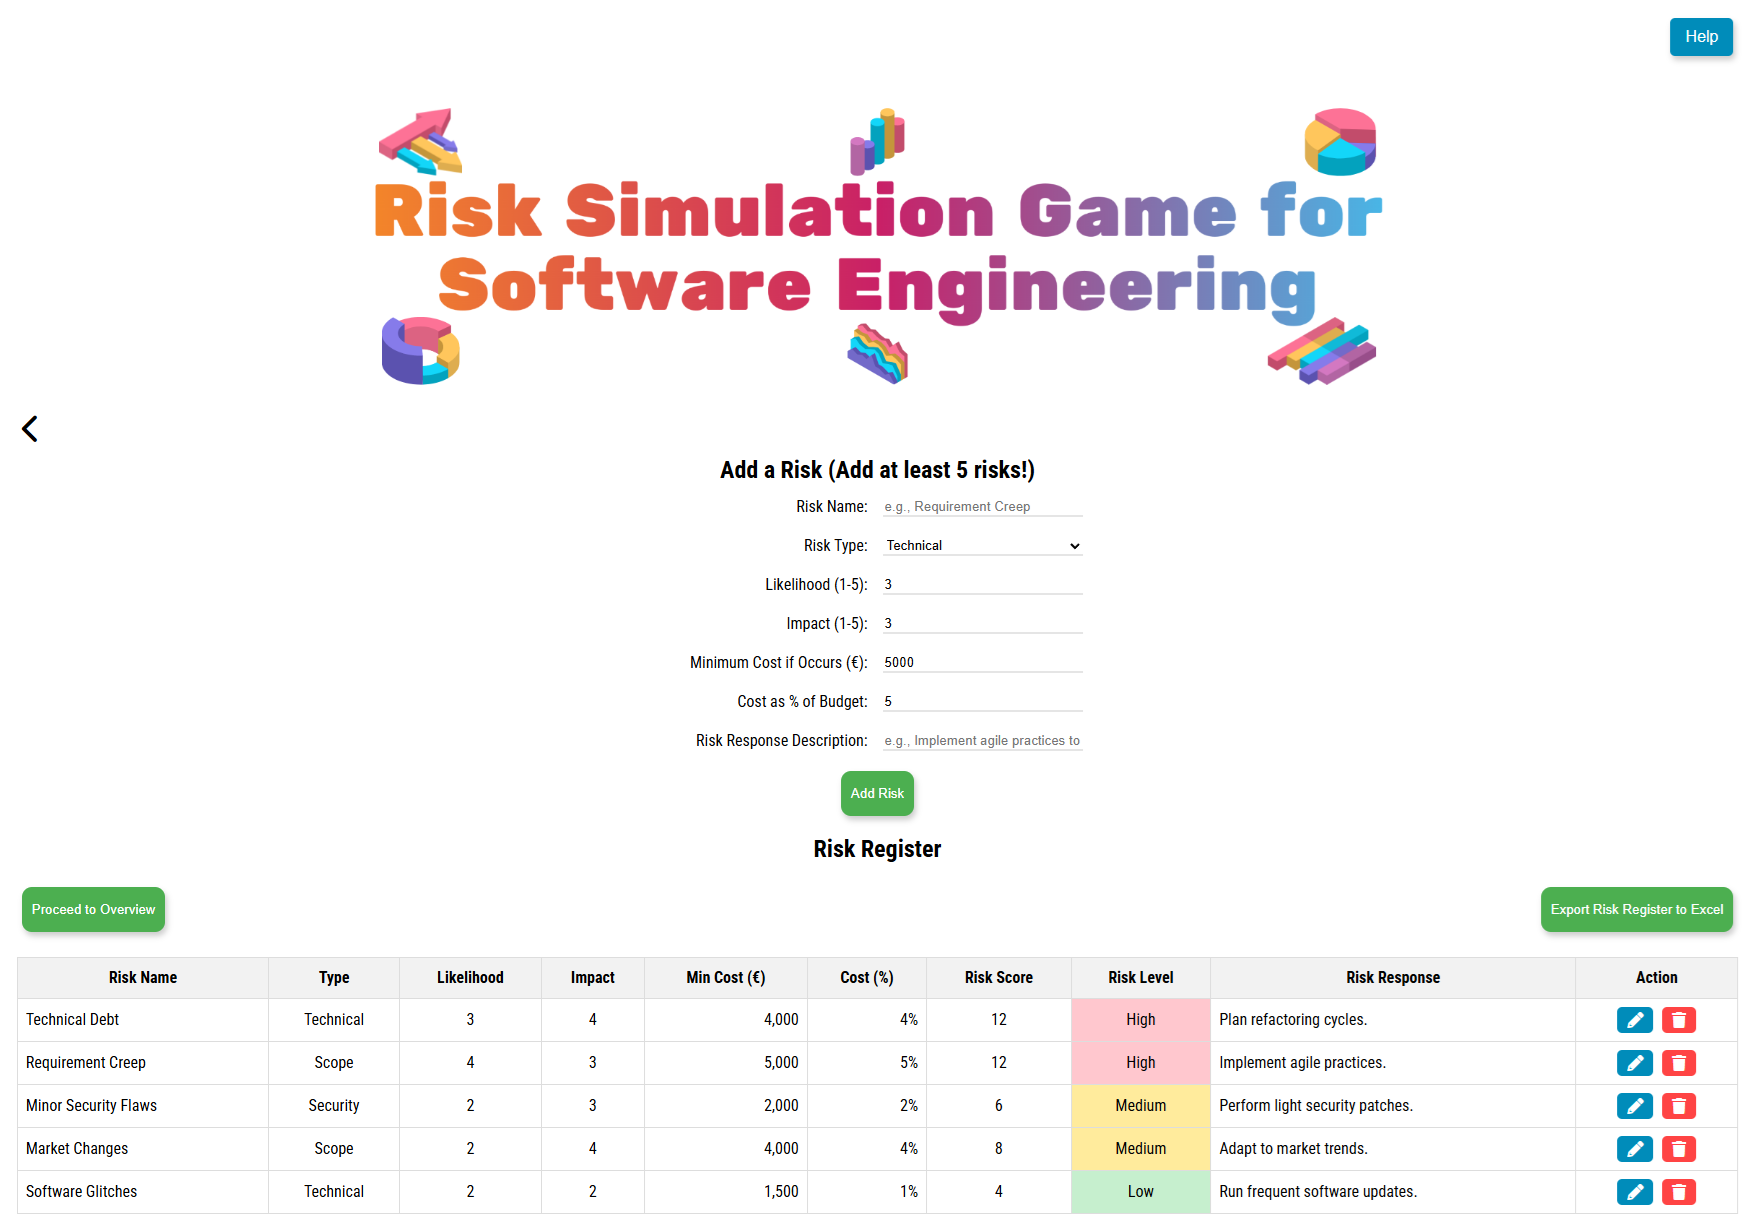 Help
Risk Simulation Game for
Software Engineering
Add a Risk (Add at least 5 risks!)
Risk Name: e.g., Requirement Creep
Risk Type: Technical
Likelihood (1-5): 3
Impact (1-5): 3
Minimum Cost if Occurs (€): 5000
Cost as % of Budget: 5
Risk Response Description: e.g., Implement agile practices to
Add Risk
Risk Register
Proceed to Overview Export Risk Register to Excel
Risk Name Type Likelihood Impact Min Cost (€) Cost (%) Risk Score Risk Level Risk Response Action
Technical Debt Technical 3 4 4,000 4% 12 High Plan refactoring cycles.
Requirement Creep Scope 4 3 5,000 5% 12 High Implement agile practices.
Minor Security Flaws Security 2 3 2,000 2% 6 Medium Perform light security patches.
Market Changes Scope 2 4 4,000 4% 8 Medium Adapt to market trends.
Software Glitches Technical 2 2 1,500 1% 4 Low Run frequent software updates.